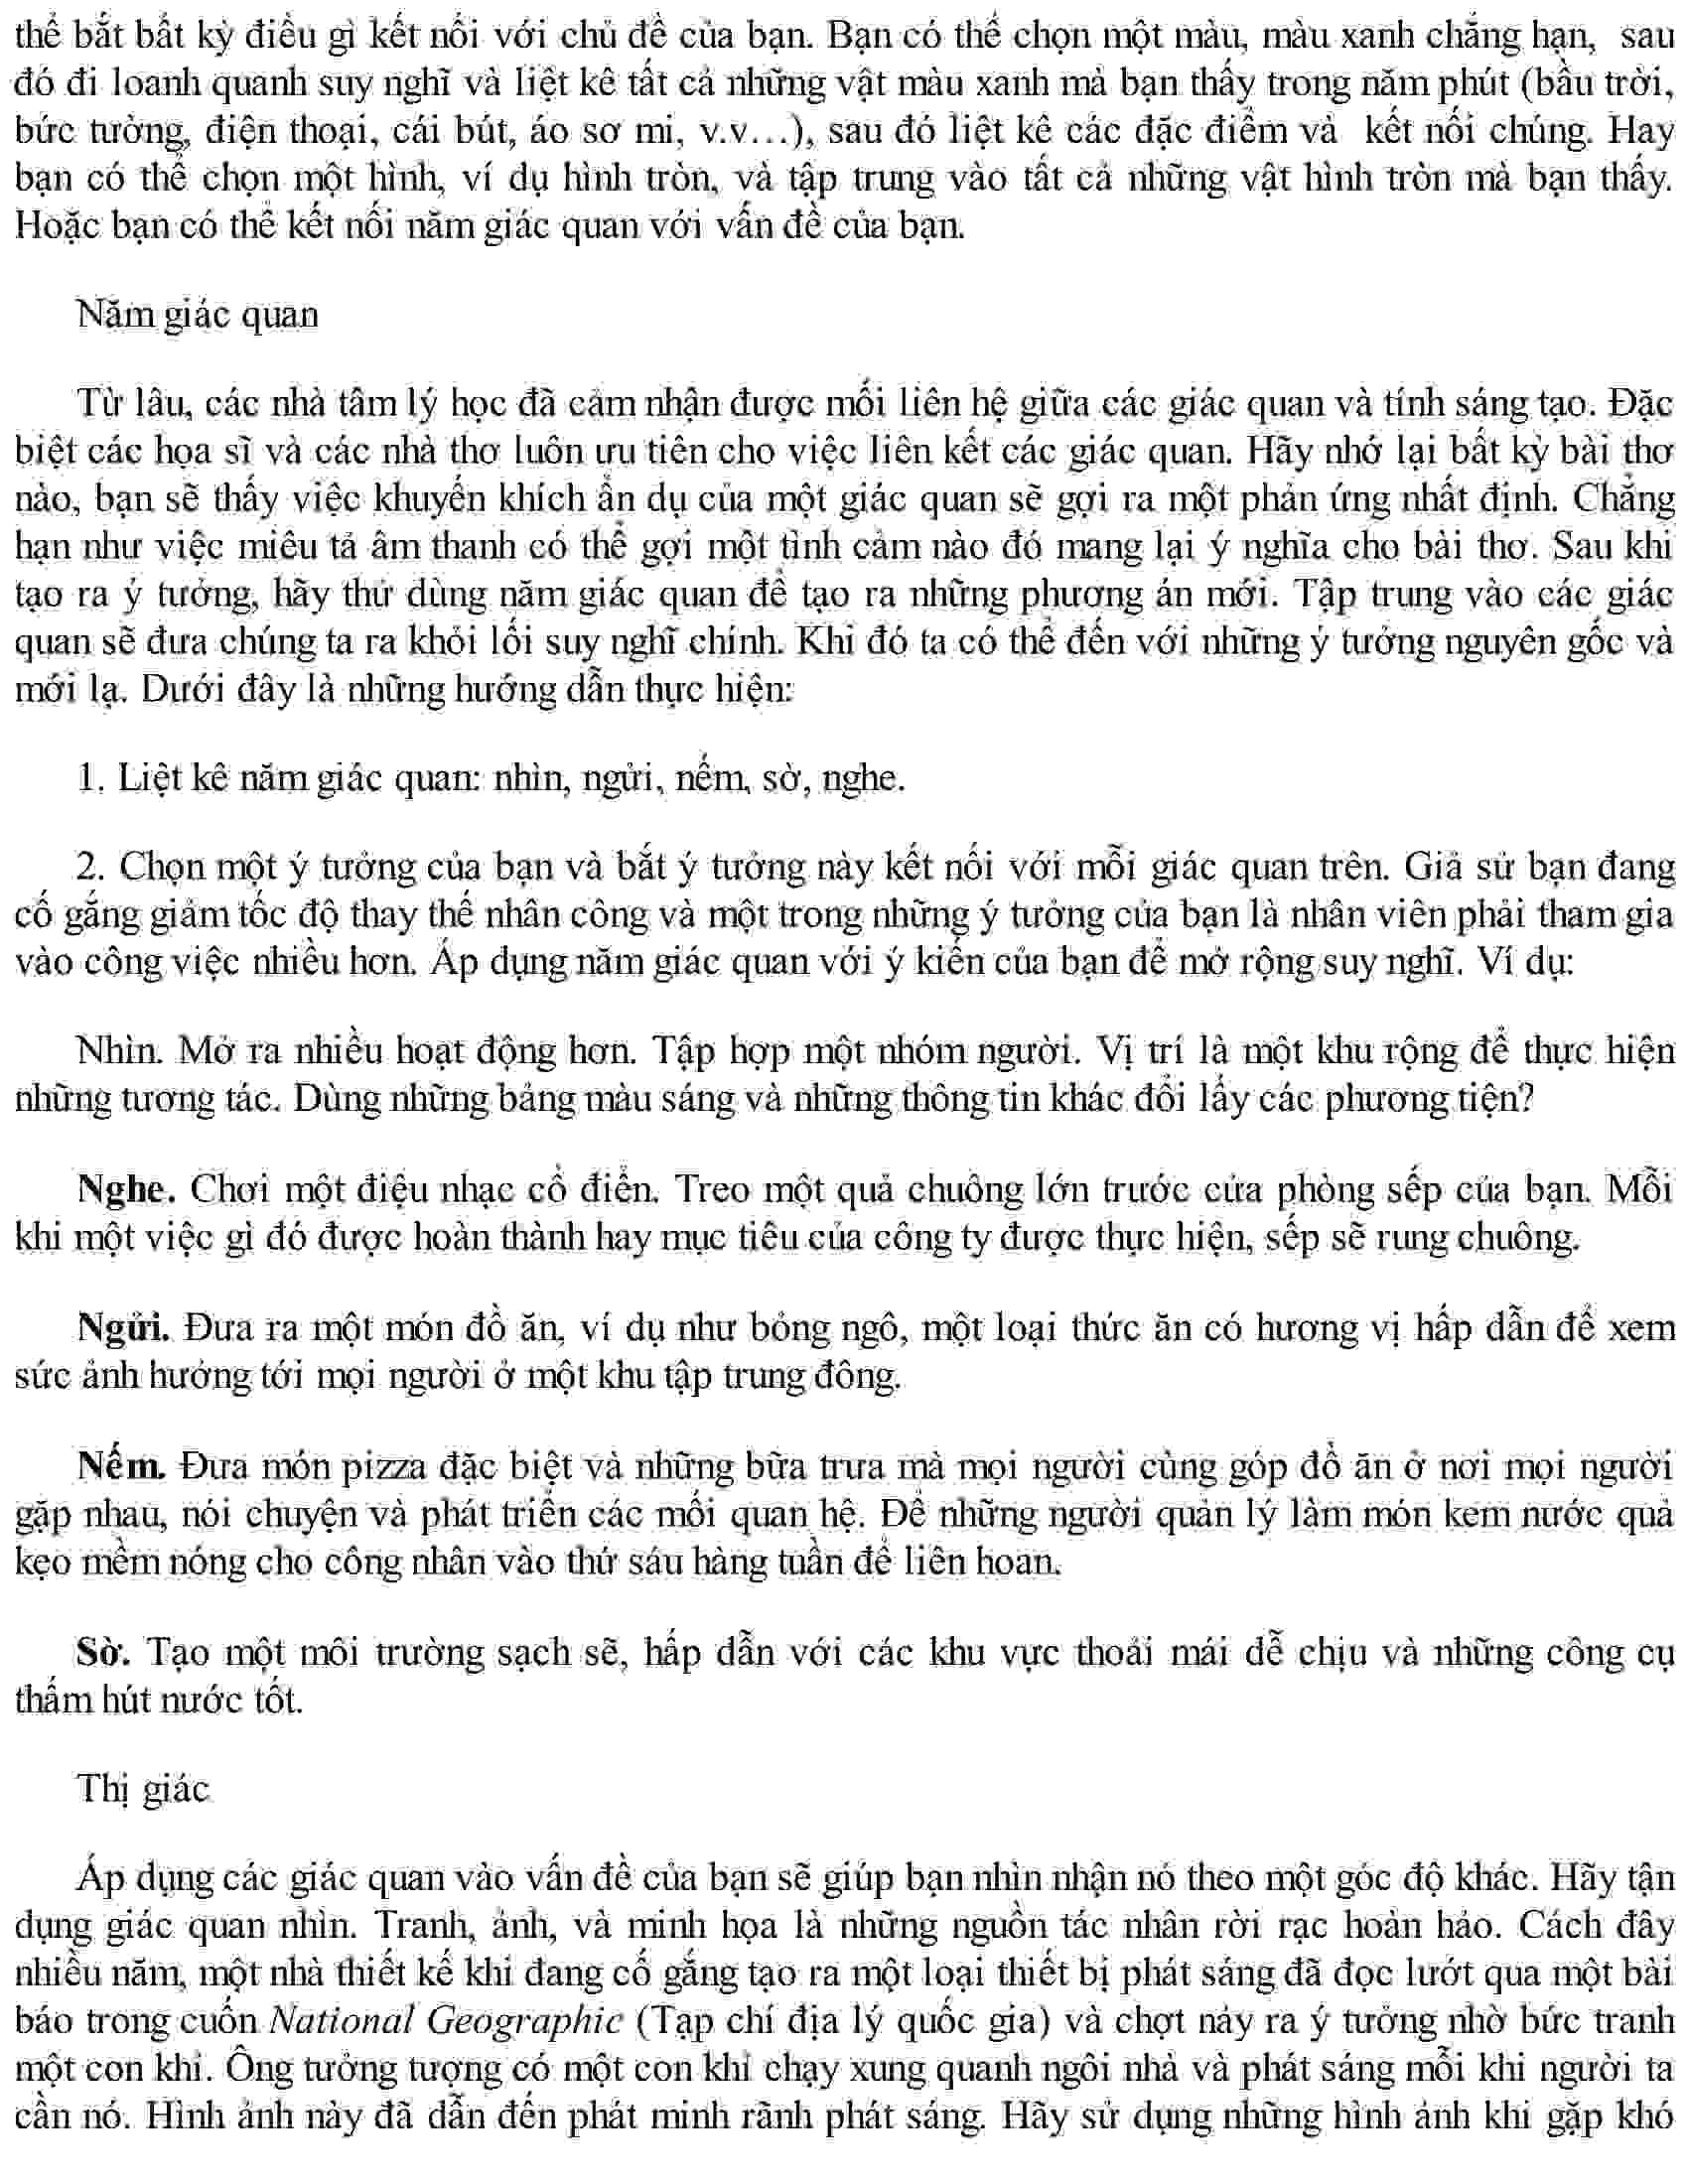 thể bắt bất kỳ điều gì kết nối với chủ đề của bạn. Bạn có thể chọn một màu, màu xanh chẳng hạn, sau
đó đi loanh quanh suy nghĩ và liệt kê tất cả những vật màu xanh mà bạn thấy trong năm phút (bầu trời,
bức tường, điện thoại, cái bút, áo sơ mi, v.v…), sau đó liệt kê các đặc điểm và kết nối chúng. Hay
bạn có thể chọn một hình, ví dụ hình tròn, và tập trung vào tất cả những vật hình tròn mà bạn thấy.
Hoặc bạn có thể kết nối năm giác quan với vấn đề của bạn.
Năm giác quan
Từ lâu, các nhà tâm lý học đã cảm nhận được mối liên hệ giữa các giác quan và tính sáng tạo. Đặc
biệt các họa sĩ và các nhà thơ luôn ưu tiên cho việc liên kết các giác quan. Hãy nhớ lại bất kỳ bài thơ
nào, bạn sẽ thấy việc khuyến khích ẩn dụ của một giác quan sẽ gợi ra một phản ứng nhất định. Chẳng
hạn như việc miêu tả âm thanh có thể gợi một tình cảm nào đó mang lại ý nghĩa cho bài thơ. Sau khi
tạo ra ý tưởng, hãy thử dùng năm giác quan để tạo ra những phương án mới. Tập trung vào các giác
quan sẽ đưa chúng ta ra khỏi lối suy nghĩ chính. Khi đó ta có thể đến với những ý tưởng nguyên gốc và
mới lạ. Dưới đây là những hướng dẫn thực hiện:
1. Liệt kê năm giác quan: nhìn, ngửi, nếm, sờ, nghe.
2. Chọn một ý tưởng của bạn và bắt ý tưởng này kết nối với mỗi giác quan trên. Giả sử bạn đang
cố gắng giảm tốc độ thay thế nhân công và một trong những ý tưởng của bạn là nhân viên phải tham gia
vào công việc nhiều hơn. Áp dụng năm giác quan với ý kiến của bạn để mở rộng suy nghĩ. Ví dụ:
Nhìn. Mở ra nhiều hoạt động hơn. Tập hợp một nhóm người. Vị trí là một khu rộng để thực hiện
những tương tác. Dùng những bảng màu sáng và những thông tin khác đổi lấy các phương tiện?
Nghe. Chơi một điệu nhạc cổ điển. Treo một quả chuông lớn trước cửa phòng sếp của bạn. Mỗi
khi một việc gì đó được hoàn thành hay mục tiêu của công ty được thực hiện, sếp sẽ rung chuông.
Ngửi. Đưa ra một món đồ ăn, ví dụ như bỏng ngô, một loại thức ăn có hương vị hấp dẫn để xem
sức ảnh hưởng tới mọi người ở một khu tập trung đông.
Nếm. Đưa món pizza đặc biệt và những bữa trưa mà mọi người cùng góp đồ ăn ở nơi mọi người
gặp nhau, nói chuyện và phát triển các mối quan hệ. Để những người quản lý làm món kem nước quả
kẹo mềm nóng cho công nhân vào thứ sáu hàng tuần để liên hoan.
Sờ. Tạo một môi trường sạch sẽ, hấp dẫn với các khu vực thoải mái dễ chịu và những công cụ
thấm hút nước tốt.
Thị giác
Áp dụng các giác quan vào vấn đề của bạn sẽ giúp bạn nhìn nhận nó theo một góc độ khác. Hãy tận
dụng giác quan nhìn. Tranh, ảnh, và minh họa là những nguồn tác nhân rời rạc hoàn hảo. Cách đây
nhiều năm, một nhà thiết kế khi đang cố gắng tạo ra một loại thiết bị phát sáng đã đọc lướt qua một bài
báo trong cuốn National Geographic (Tạp chí địa lý quốc gia) và chợt nảy ra ý tưởng nhờ bức tranh
một con khỉ. Ông tưởng tượng có một con khỉ chạy xung quanh ngôi nhà và phát sáng mỗi khi người ta
cần nó. Hình ảnh này đã dẫn đến phát minh rãnh phát sáng. Hãy sử dụng những hình ảnh khi gặp khó